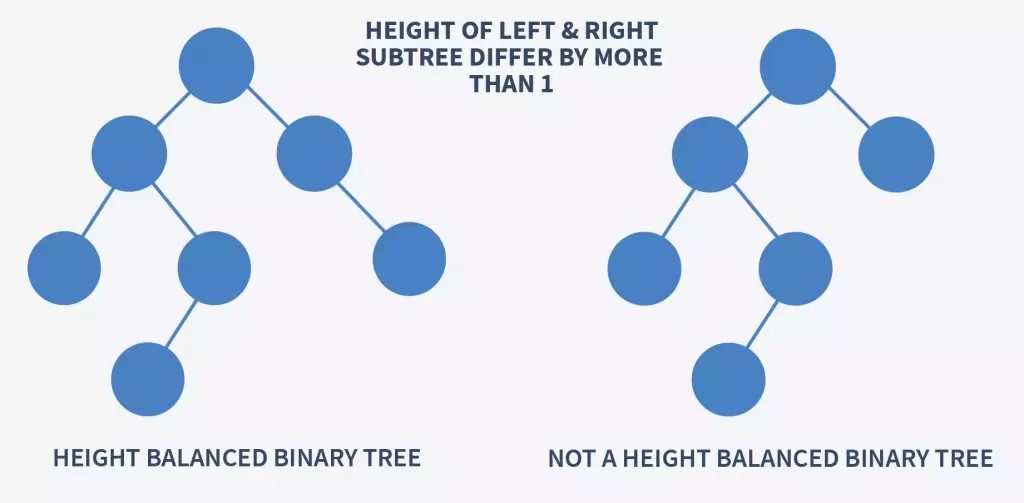 HEIGHT OF LEFT & RIGHT
SUBTREE DIFFER BY MORE
THAN 1
HEIGHT BALANCED BINARY TREE
NOT A HEIGHT BALANCED BINARY TREE